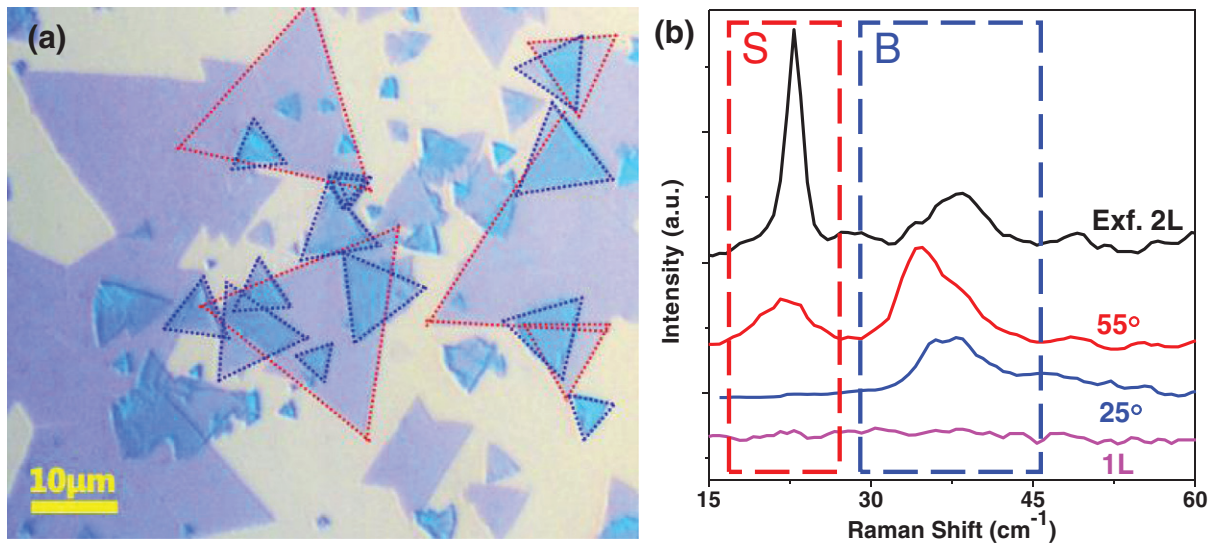 (a)
10μm
(b)
S
B
Exf. 2L
55°
25°
1L
Intensity (a.u.)
15
30
45
60
Raman Shift (cm⁻¹)